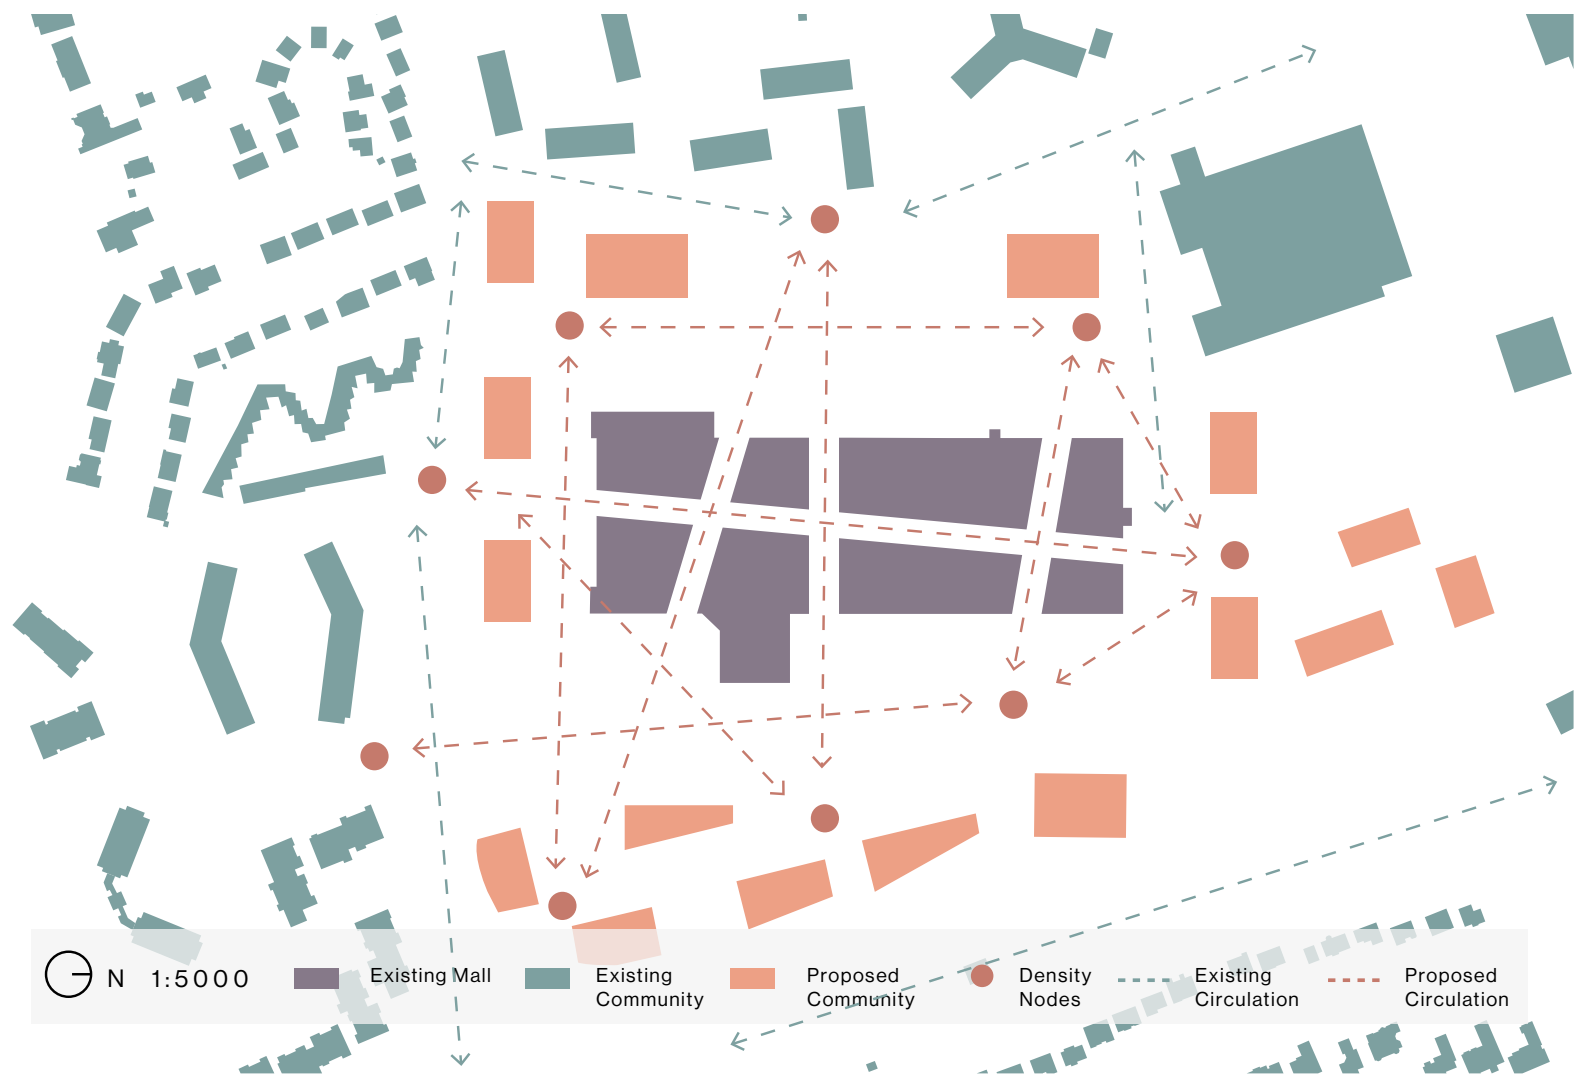 N 1:5000
Existing Mall
Existing
Community
Proposed
Community
Density
Nodes
Existing
Circulation
Proposed
Circulation